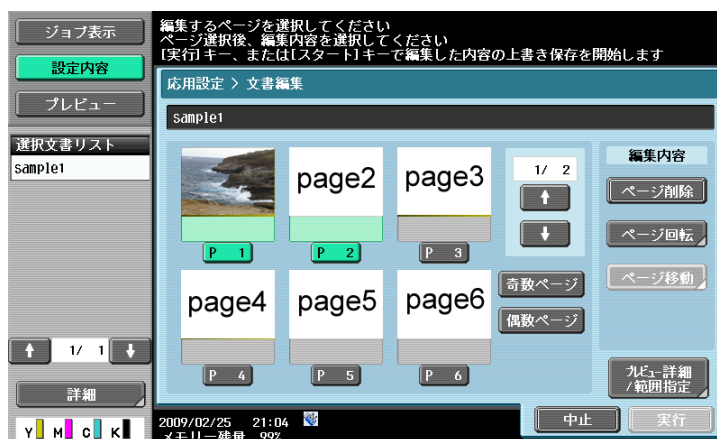 ジョブ表示
設定内容
プレビュー
選択文書リスト
sample1
1/ 1
詳細
Y M C K
編集するページを選択してください
ページ選択後、編集内容を選択してください
[実行]キー、または[スタート]キーで編集した内容の上書き保存を開始します
応用設定 > 文書編集
sample1
page2 page3
P 1 P 2 P 3
page4 page5 page6
P 4 P 5 P 6
1/ 2
奇数ページ
偶数ページ
編集内容
ページ削除
ページ回転
ページ移動
プレビュー詳細
/範囲指定
2009/02/25 21:04
メモリー残量 99%
中止
実行